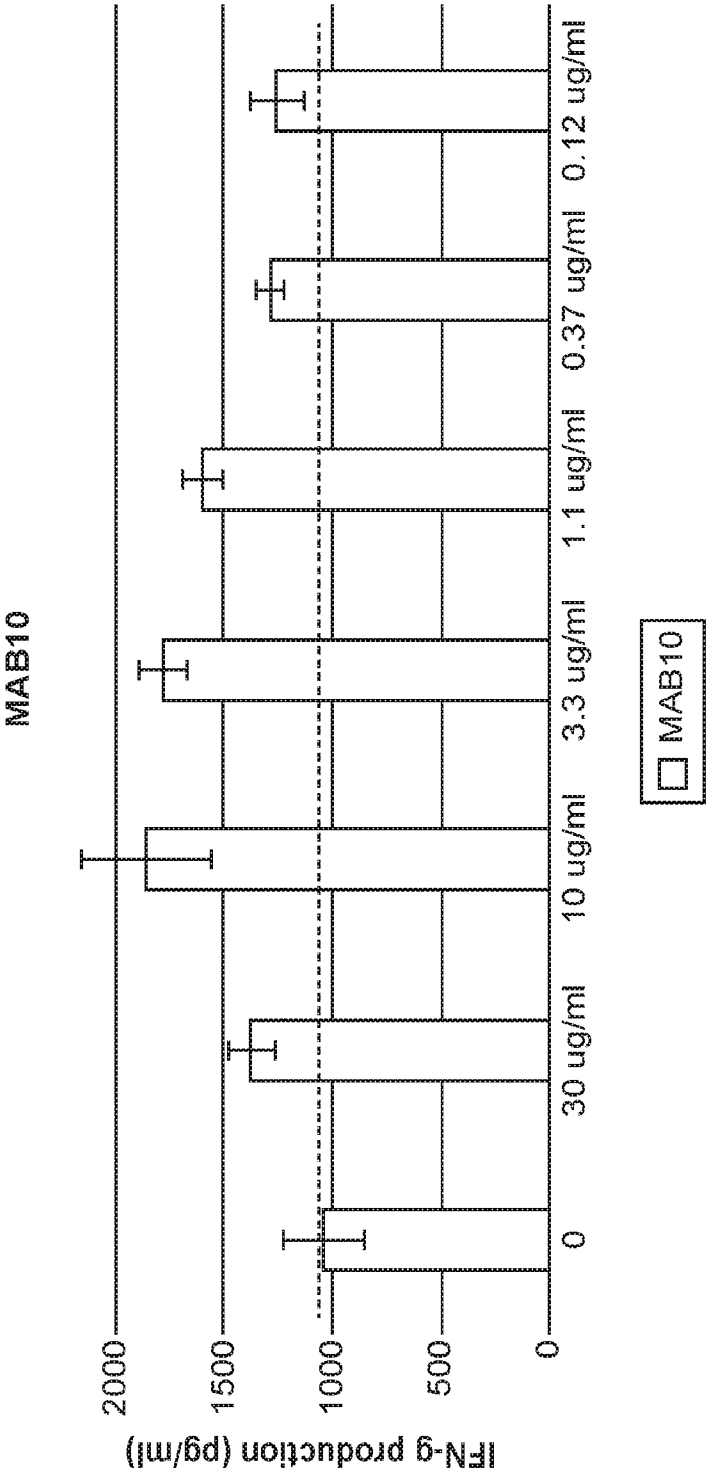 MAB10
IFN-g production (pg/ml)
2000
1500
1000
500
0
0
30 ug/ml
10 ug/ml
3.3 ug/ml
1.1 ug/ml
0.37 ug/ml
0.12 ug/ml
MAB10